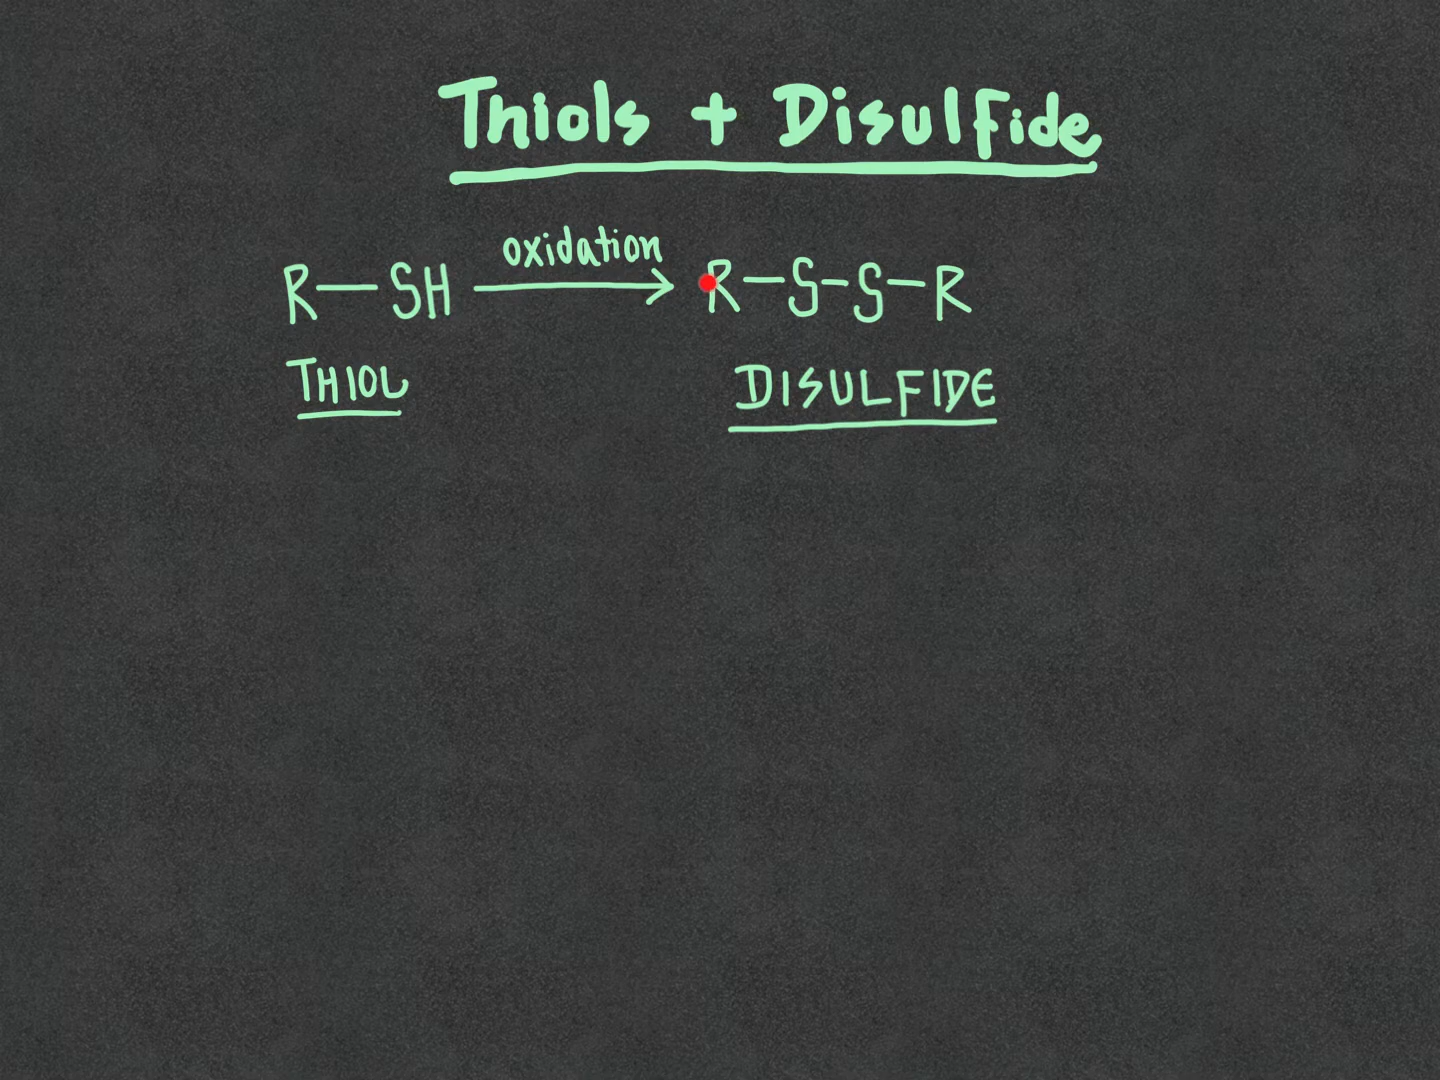 Thiols + Disulfide
oxidation
R—SH ⟶ R—S—S—R
THIOL DISULFIDE